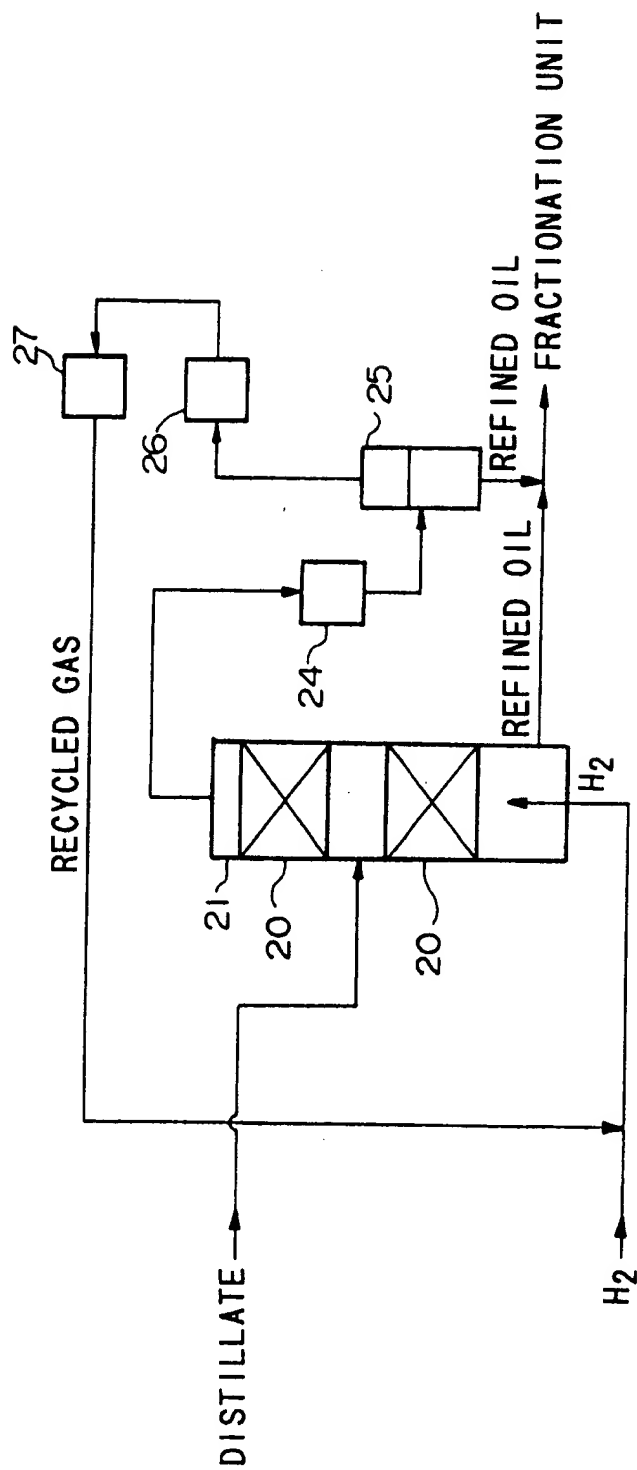 RECYCLED GAS
27
26
25
24
21
20
20
DISTILLATE
H2
H2
REFINED OIL
REFINED OIL
FRACTIONATION UNIT